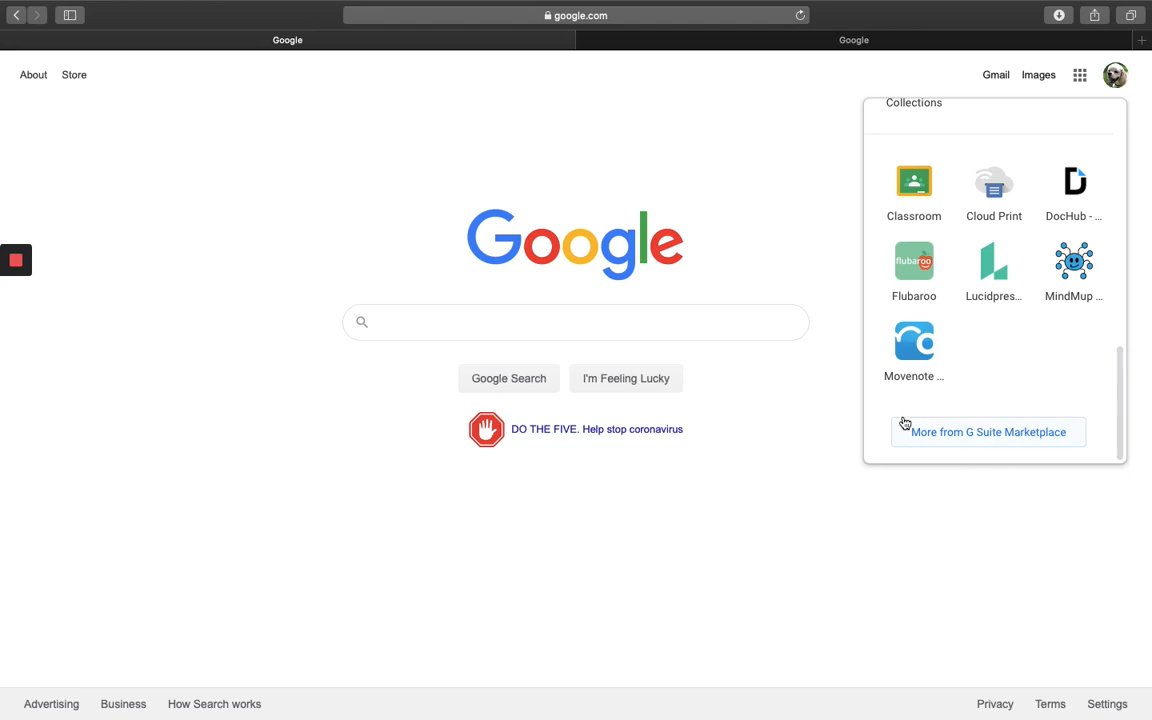 google.com
Google
Google
About Store
Gmail Images
Collections
Google
Classroom Cloud Print DocHub - ...
flubaroo
Flubaroo Lucidpres... MindMup ...
Movenote ...
Google Search I'm Feeling Lucky
DO THE FIVE. Help stop coronavirus
More from G Suite Marketplace
Advertising Business How Search works
Privacy Terms Settings